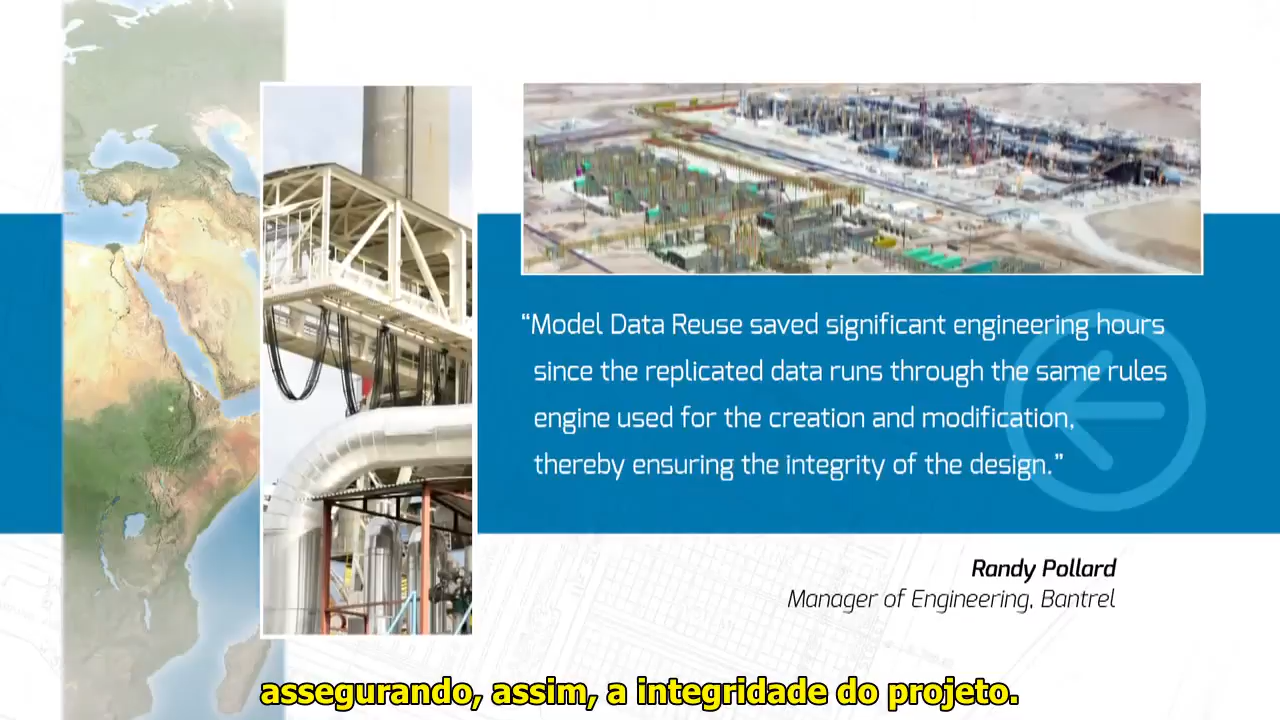 “Model Data Reuse saved significant engineering hours
since the replicated data runs through the same rules
engine used for the creation and modification,
thereby ensuring the integrity of the design.”
Randy Pollard
Manager of Engineering, Bantrel
assegurando, assim, a integridade do projeto.